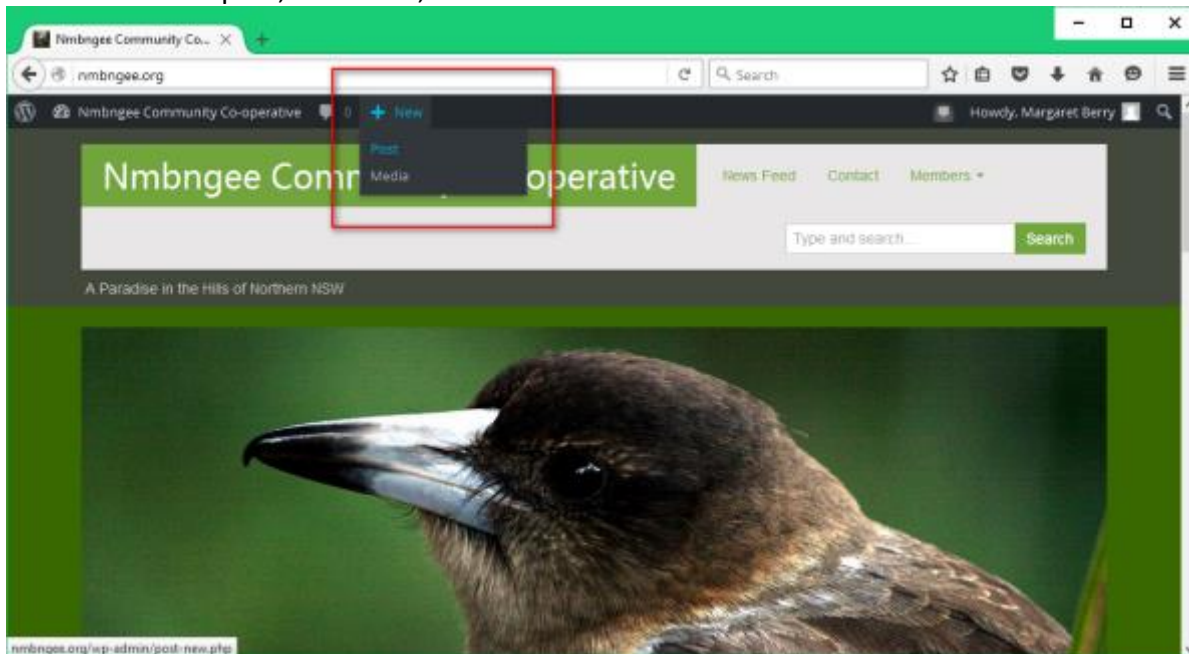 Nmbngee Community Co... × +
nmbngee.org
Search
Nmbngee Community Co-operative 0 + New
Howdy, Margaret Berry
Post
Media
Nmbngee Com operative
News Feed Contact Members
Type and search... Search
A Paradise in the Hills of Northern NSW
nmbngee.org/wp-admin/post-new.php